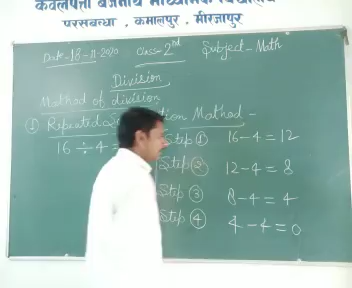 परसबन्धा , कमालपुर , मीरजापुर
Date-18-11-2020 Class-2nd Subject-Math
Division
Mathod of division
① Repeated Mathod -
16 ÷ 4 =
Step ① 16-4=12
Step ② 12-4=8
Step ③ 8-4=4
Step ④ 4-4=0